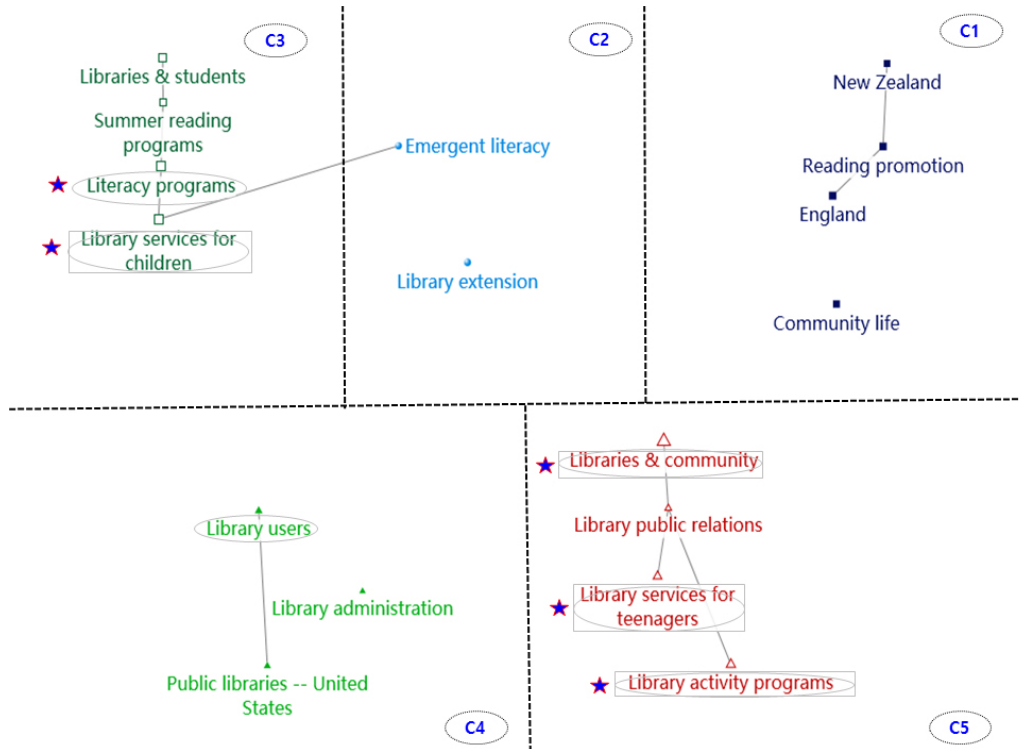 C3
Libraries & students
Summer reading
programs
Literacy programs
Library services for
children
C2
Emergent literacy
Library extension
C1
New Zealand
Reading promotion
England
Community life
Library users
Library administration
Public libraries -- United
States
C4
Libraries & community
Library public relations
Library services for
teenagers
Library activity programs
C5